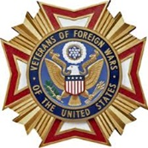 VETERANS OF FOREIGN WARS
OF THE UNITED STATES